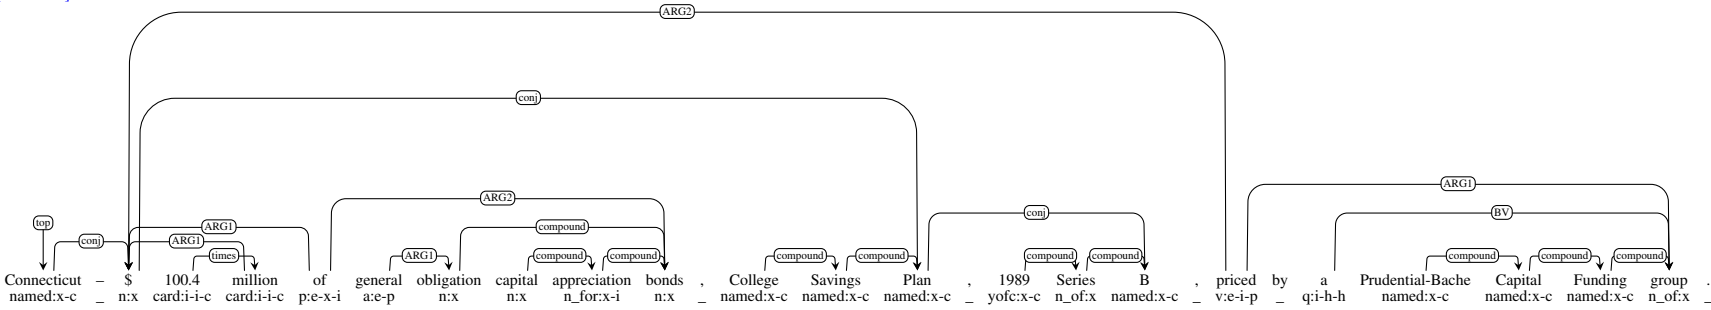 ARG2
conj
ARG2
ARG1
top ARG1 conj BV
conj ARG1 compound
times ARG1 compound compound compound compound compound compound compound compound compound
Connecticut – $ 100.4 million of general obligation capital appreciation bonds , College Savings Plan , 1989 Series B , priced by a Prudential-Bache Capital Funding group .
named:x-c _ n:x card:i-i-c card:i-i-c p:e-x-i a:e-p n:x n:x n_for:x-i n:x _ named:x-c named:x-c named:x-c _ yofc:x-c n_of:x named:x-c _ v:e-i-p _ q:i-h-h named:x-c named:x-c named:x-c n_of:x _